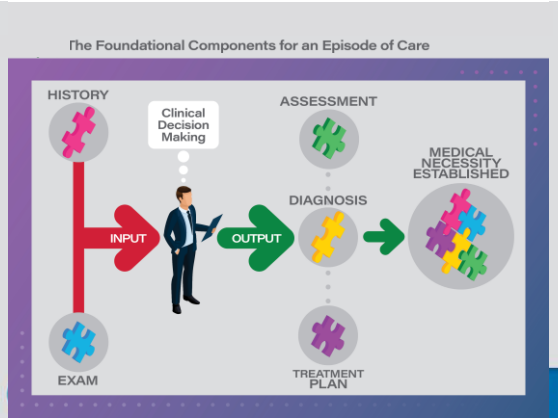 The Foundational Components for an Episode of Care
HISTORY
Clinical
Decision
Making
ASSESSMENT
MEDICAL
NECESSITY
ESTABLISHED
DIAGNOSIS
INPUT
OUTPUT
EXAM
TREATMENT
PLAN